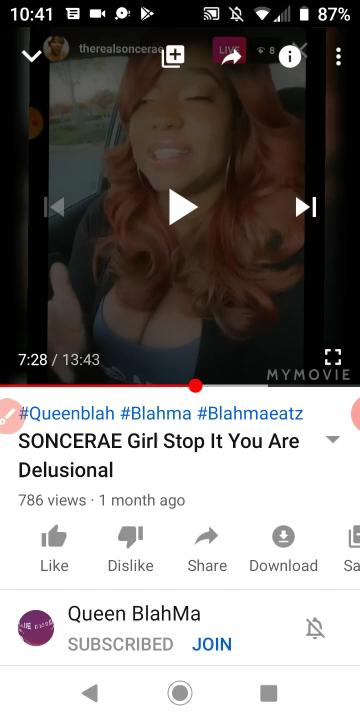 10:41
87%
therealsoncerae
LIVE
8
7:28 / 13:43
MYMOVIE
#Queenblah #Blahma #Blahmaeatz
SONCERAE Girl Stop It You Are
Delusional
786 views · 1 month ago
Like
Dislike
Share
Download
Sa
Queen BlahMa
SUBSCRIBED
JOIN